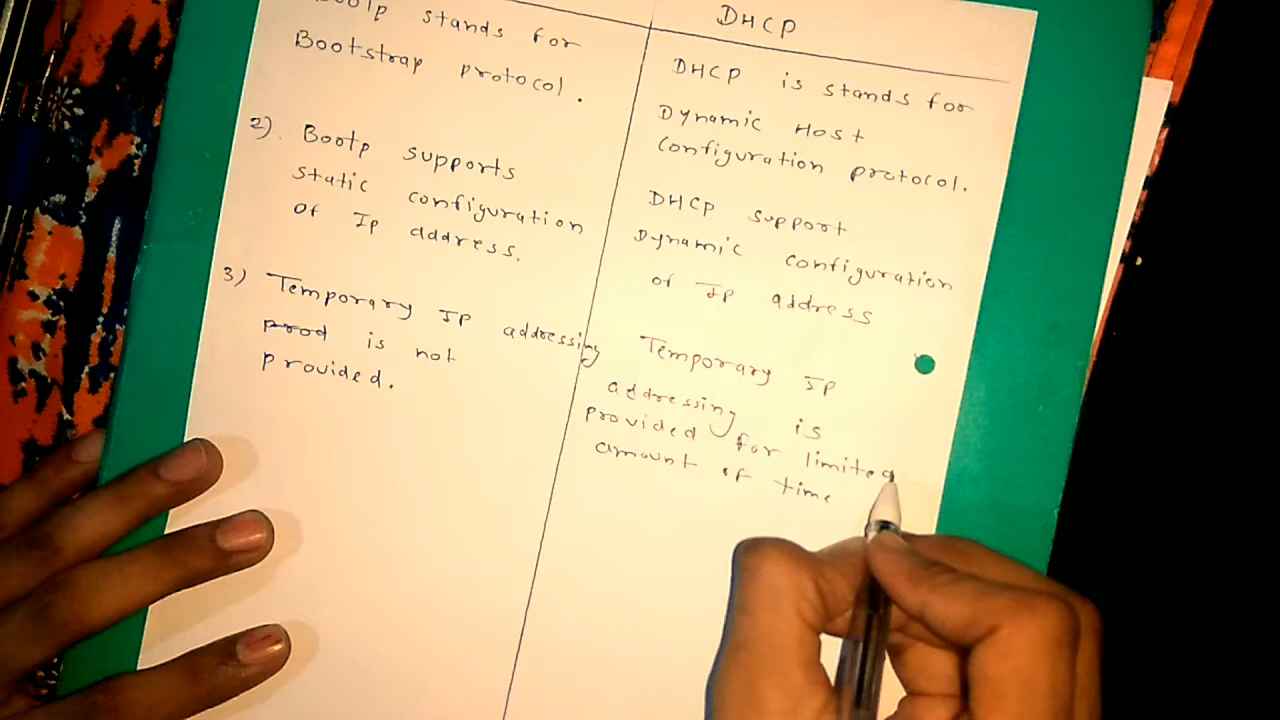 Bootp stands for
Bootstrap protocol.
2). Bootp supports
static configuration
of Ip address.
3) Temporary IP addressing
prod is not
provided.
DHCP
DHCP is stands for
Dynamic Host
configuration protocol.
DHCP support
Dynamic configuration
of Ip address
Temporary IP
addressing is
provided for limited
amount of time